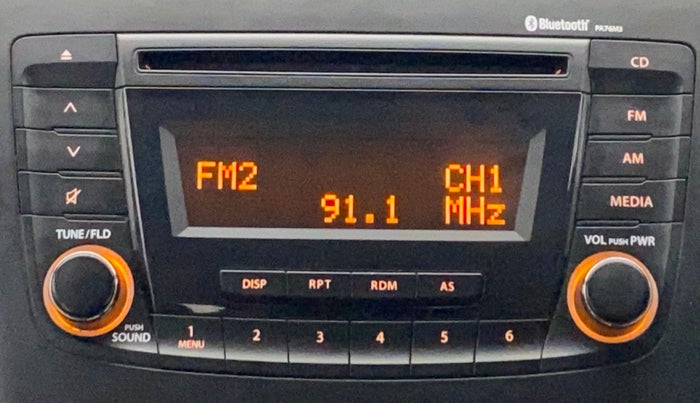 Bluetooth PA76M3
CD
FM2 CH1
91.1 MHz
FM
AM
MEDIA
TUNE/FLD
VOL PUSH PWR
DISP RPT RDM AS
PUSH
SOUND
1 2 3 4 5 6
MENU